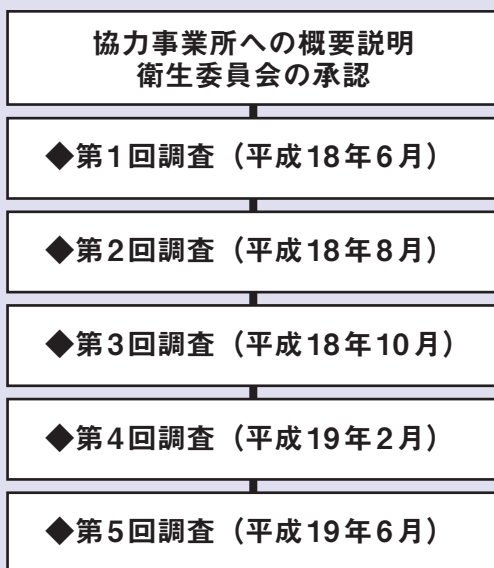 協力事業所への概要説明
衛生委員会の承認
◆第1回調査（平成18年6月）
◆第2回調査（平成18年8月）
◆第3回調査（平成18年10月）
◆第4回調査（平成19年2月）
◆第5回調査（平成19年6月）